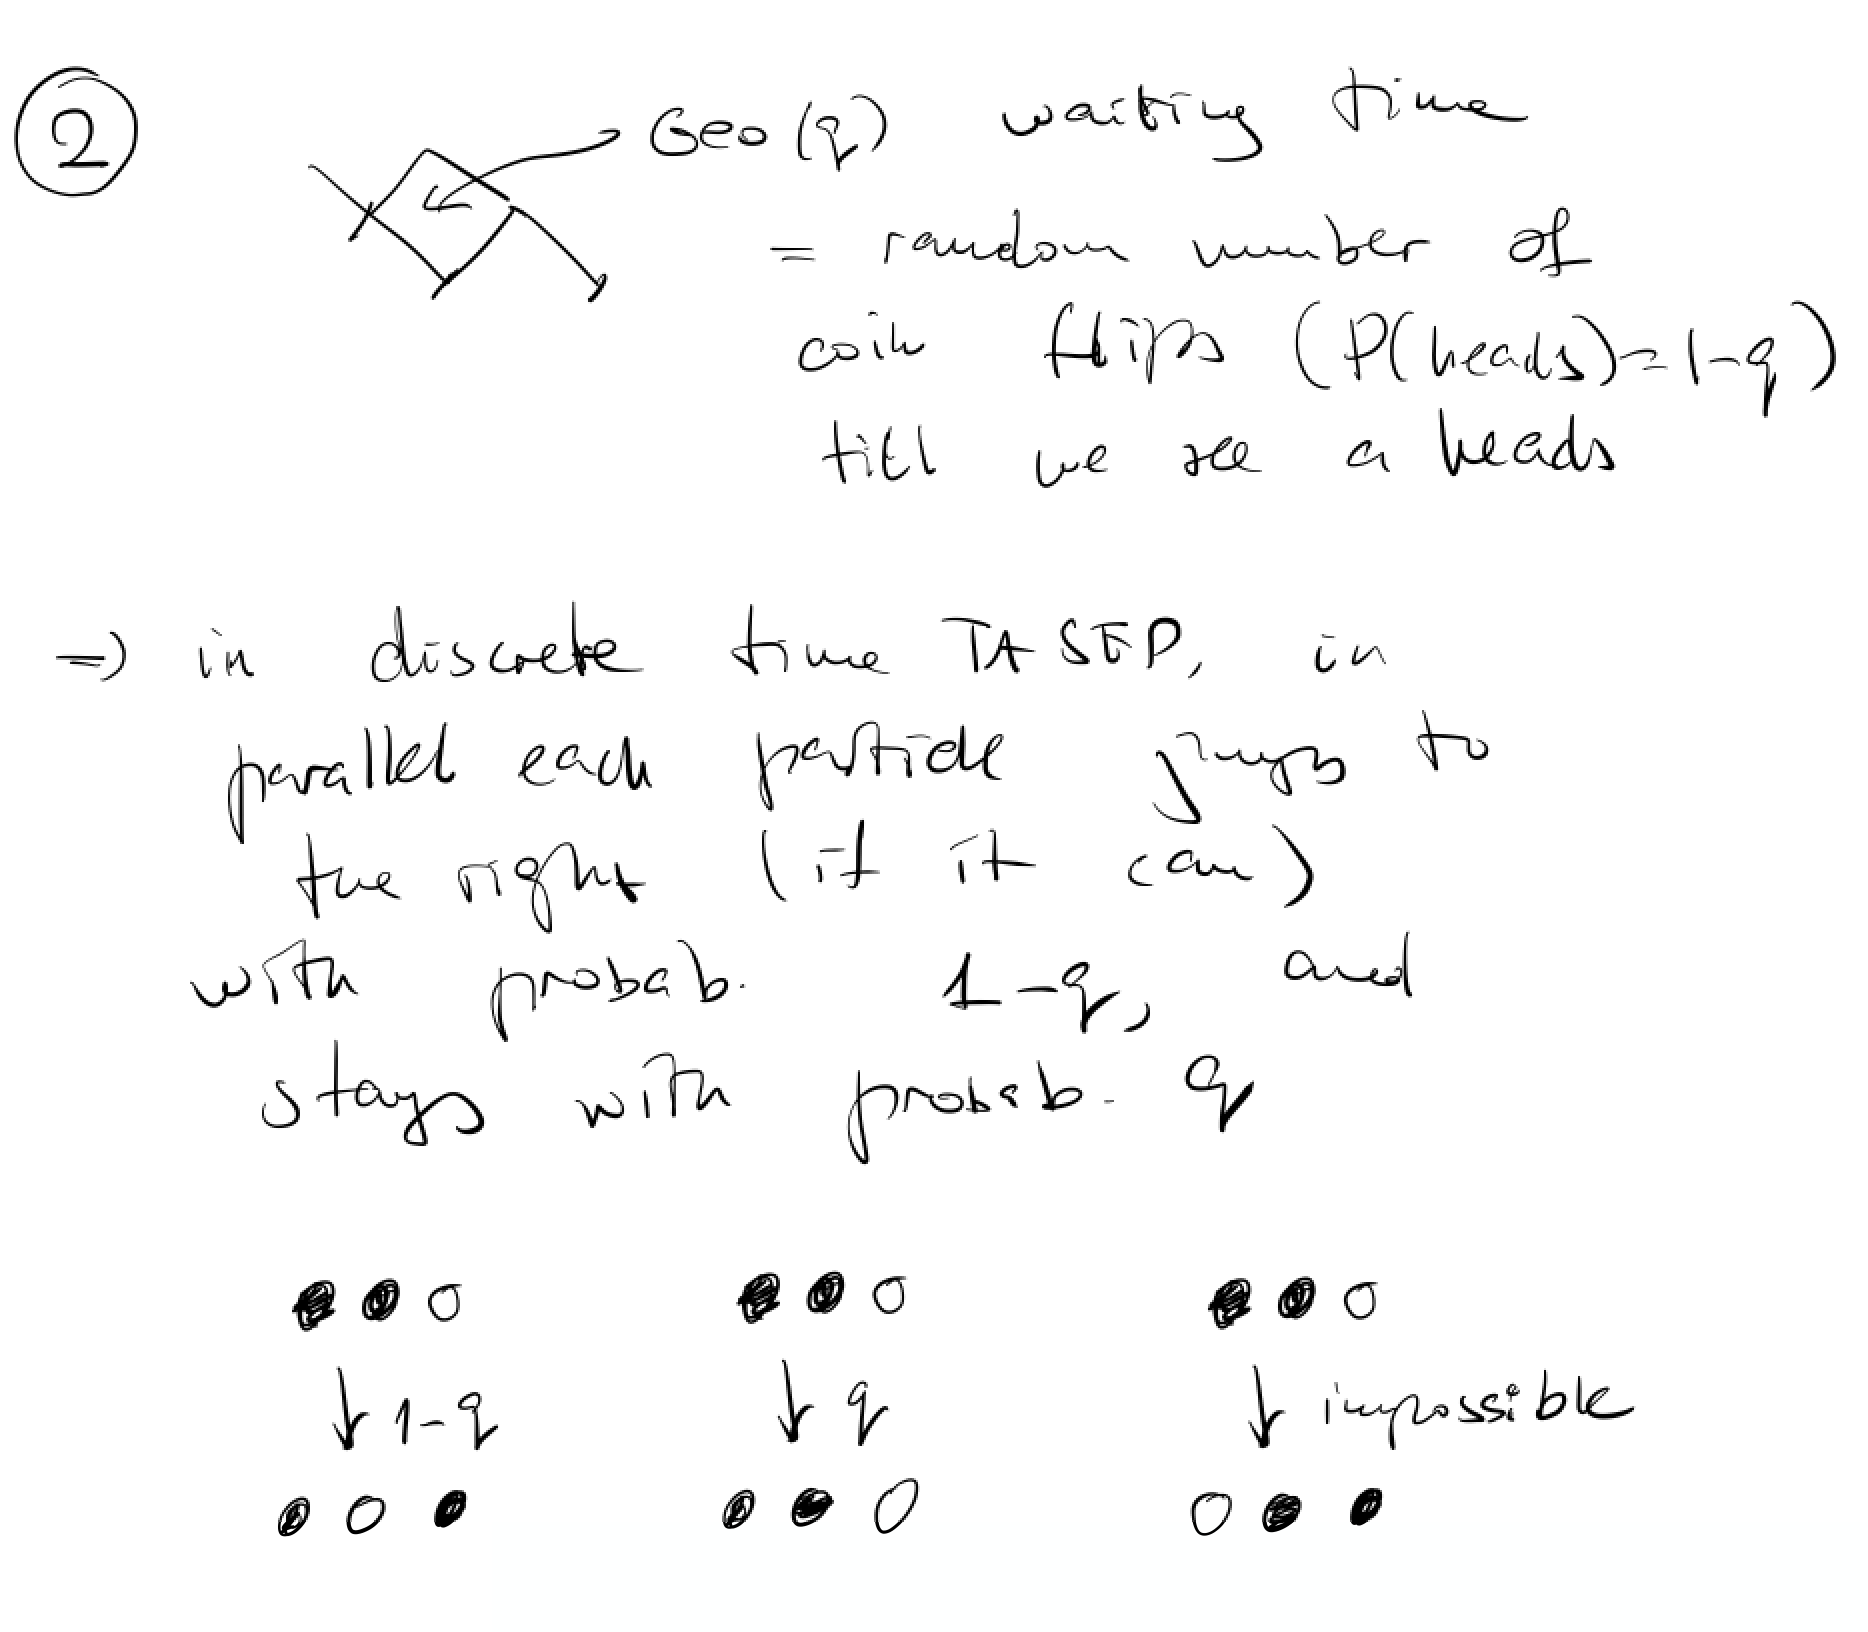 2
Geo(q) waiting time
= random number of
coin flips (P(heads)=1-q)
till we see a heads
⇒ in discrete time TASEP, in
parallel each particle jumps to
the right (if it can)
with probab. 1-q, and
stays with probab. q
↓ 1-q ↓ q ↓ impossible